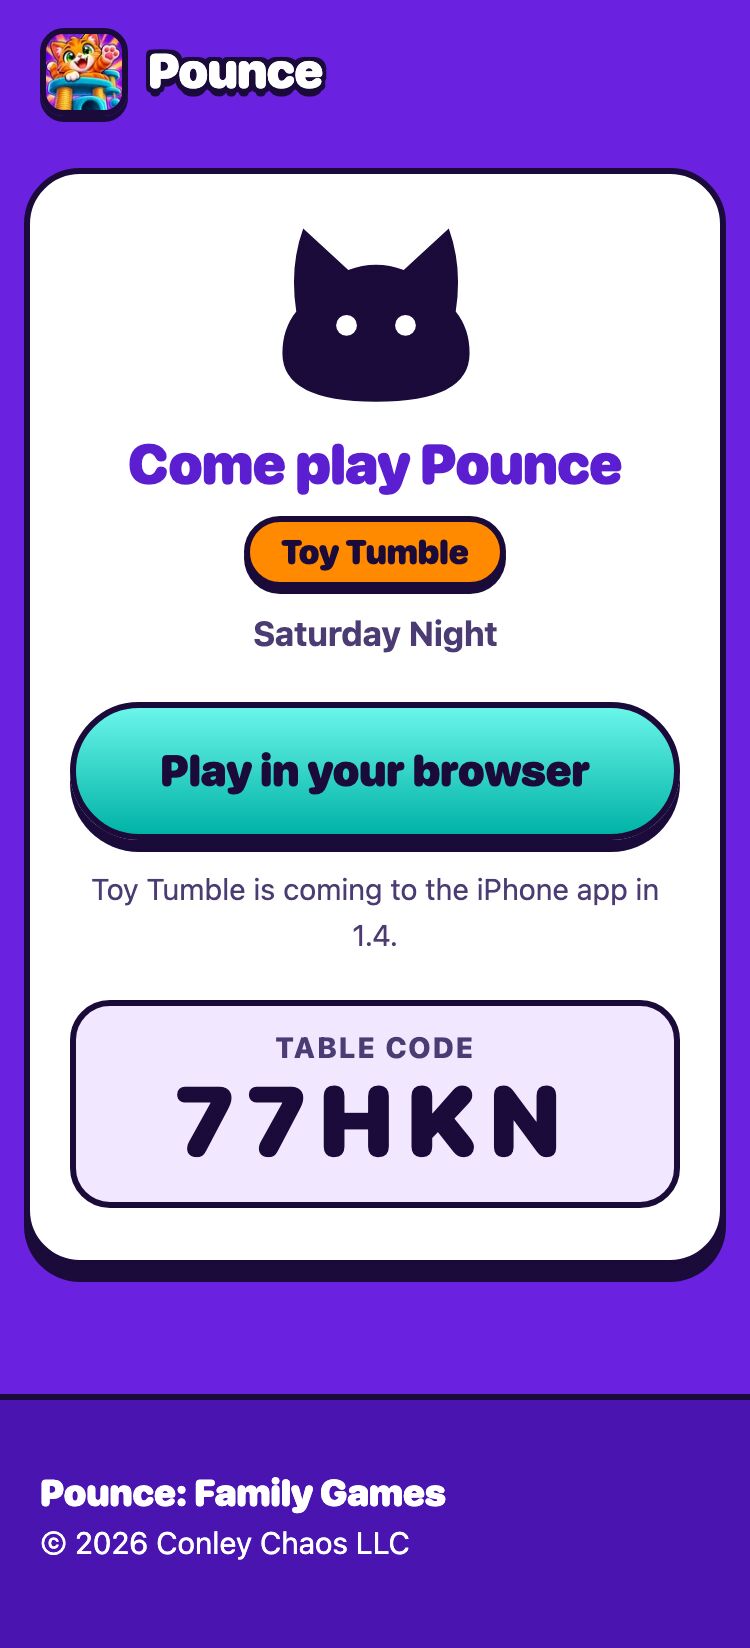 Pounce
Come play Pounce
Toy Tumble
Saturday Night
Play in your browser
Toy Tumble is coming to the iPhone app in
1.4.
TABLE CODE
77HKN
Pounce: Family Games
© 2026 Conley Chaos LLC